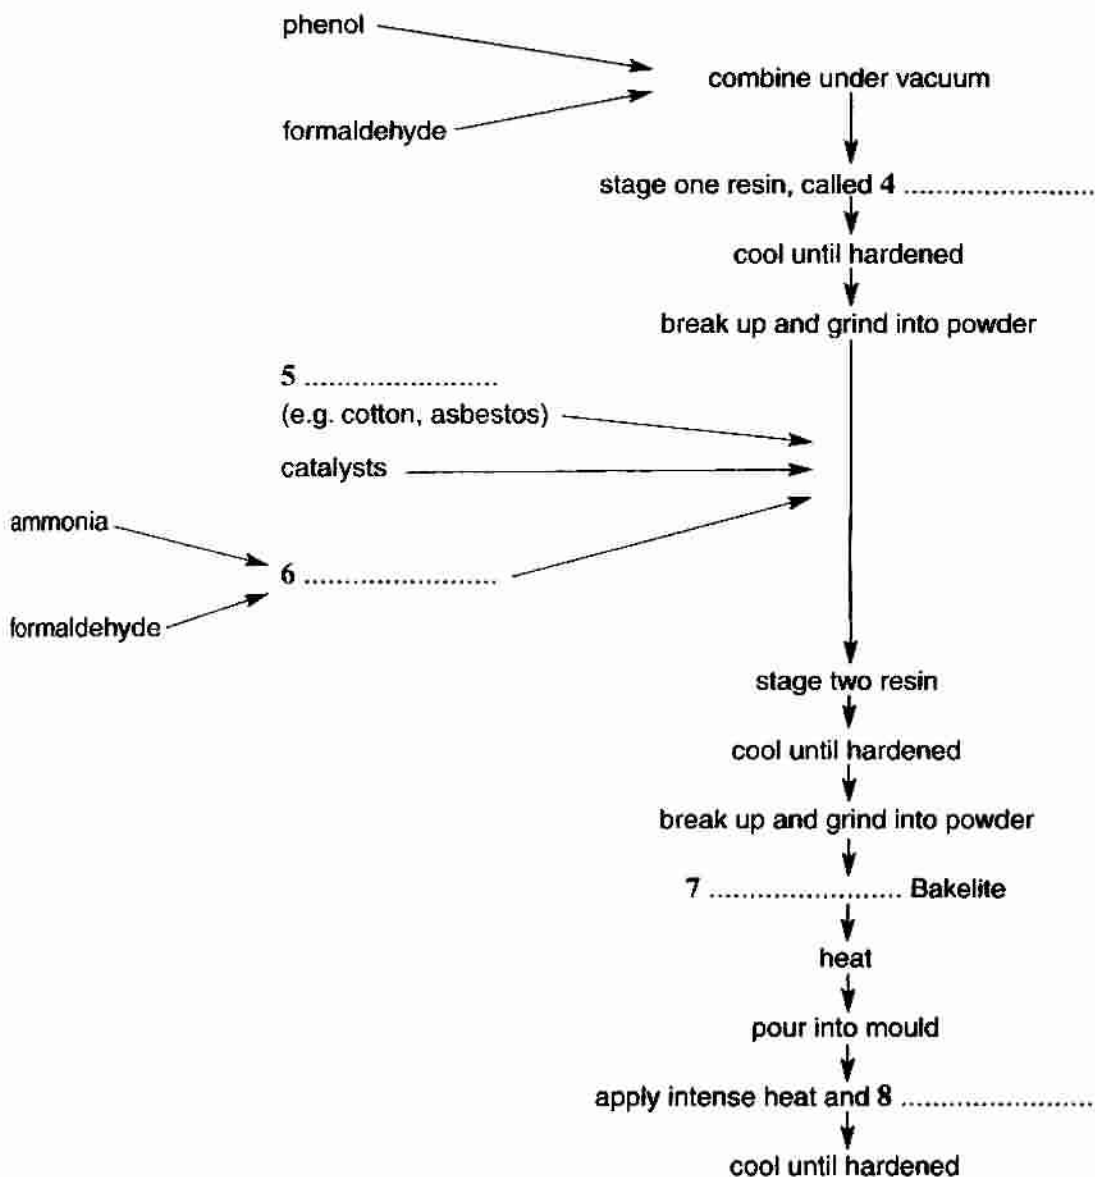 phenol
combine under vacuum
formaldehyde
stage one resin, called 4 ..............................
cool until hardened
break up and grind into powder
5 ........................
(e.g. cotton, asbestos)
catalysts
ammonia
6 ........................
formaldehyde
stage two resin
cool until hardened
break up and grind into powder
7 ............................ Bakelite
heat
pour into mould
apply intense heat and 8 ..............................
cool until hardened